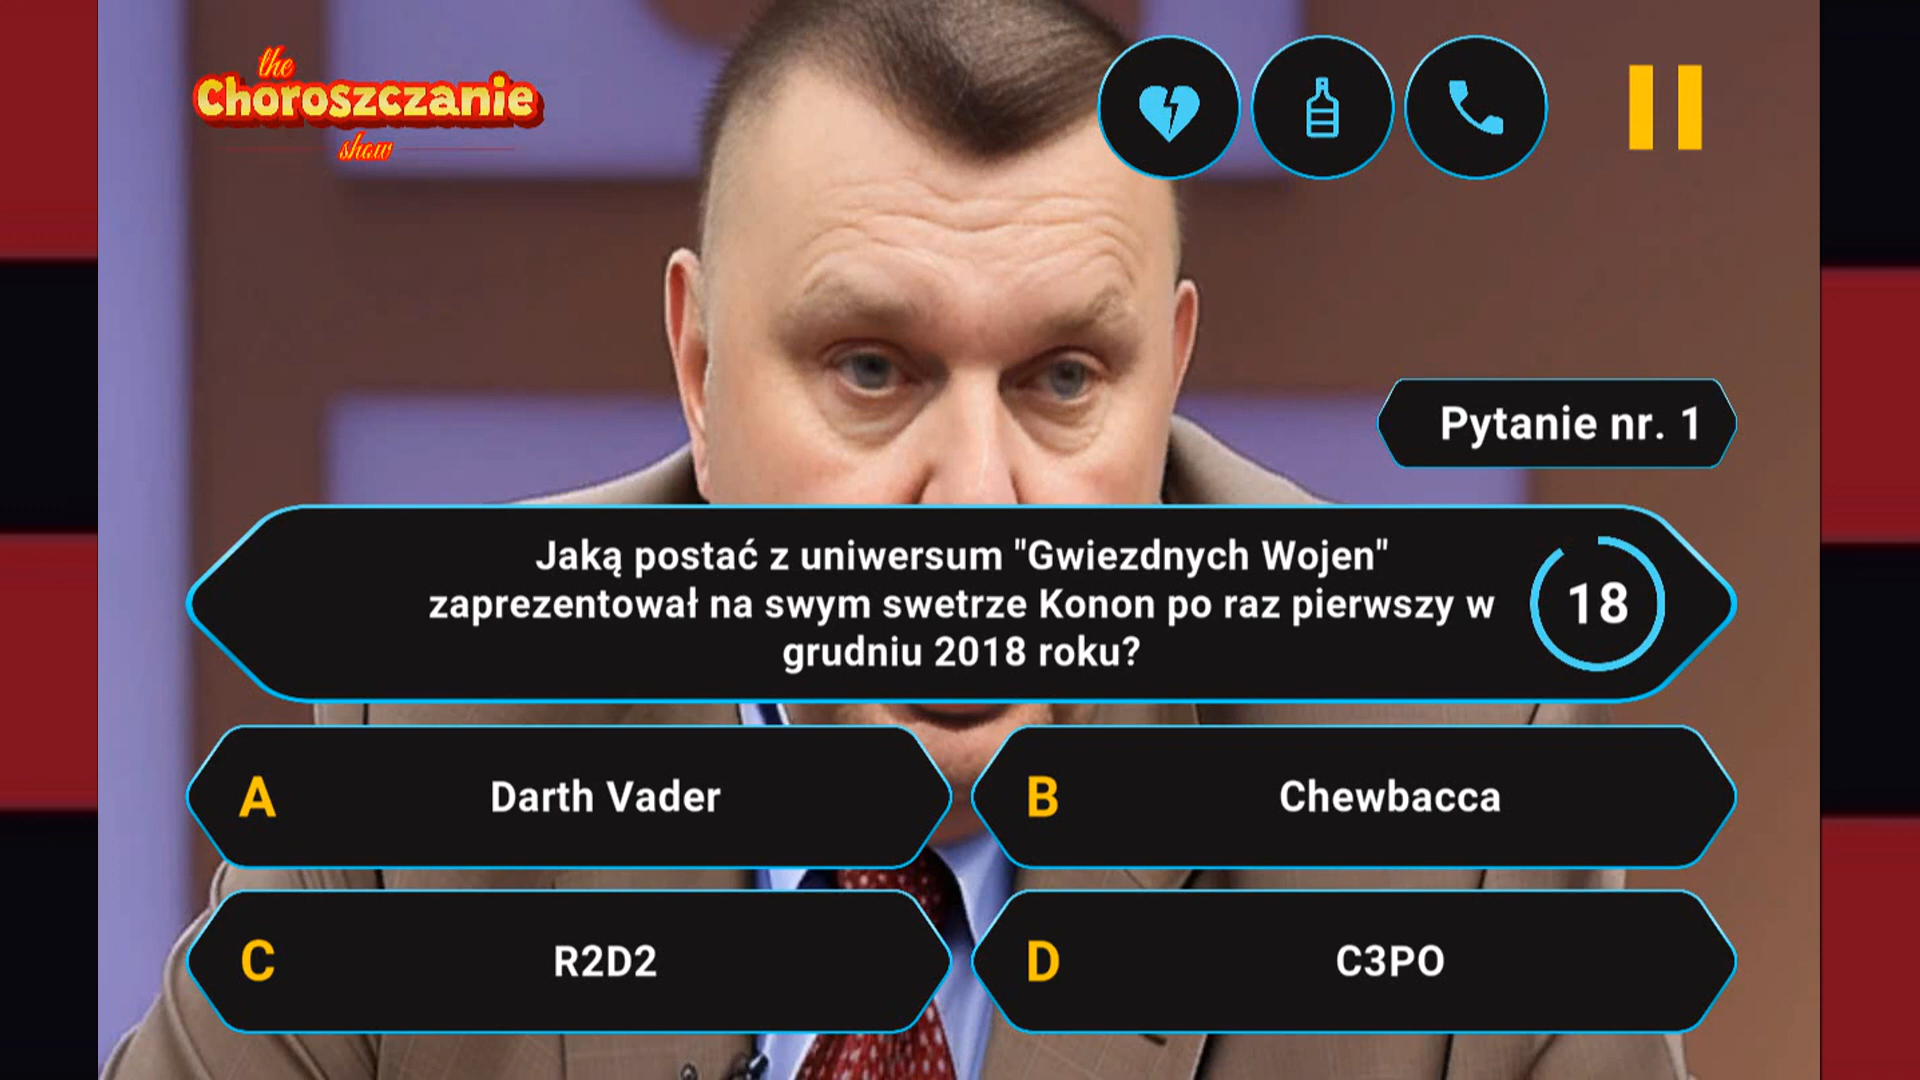 the
Choroszczanie
show
Pytanie nr. 1
Jaką postać z uniwersum "Gwiezdnych Wojen"
zaprezentował na swym swetrze Konon po raz pierwszy w
grudniu 2018 roku?
18
A Darth Vader
B Chewbacca
C R2D2
D C3PO